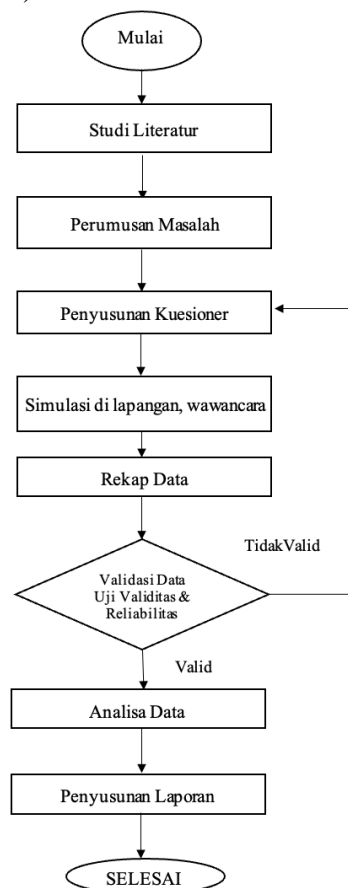 )
Mulai
Studi Literatur
Perumusan Masalah
Penyusunan Kuesioner
Simulasi di lapangan, wawancara
Rekap Data
TidakValid
Validasi Data
Uji Validitas &
Reliabilitas
Valid
Analisa Data
Penyusunan Laporan
SELESAI